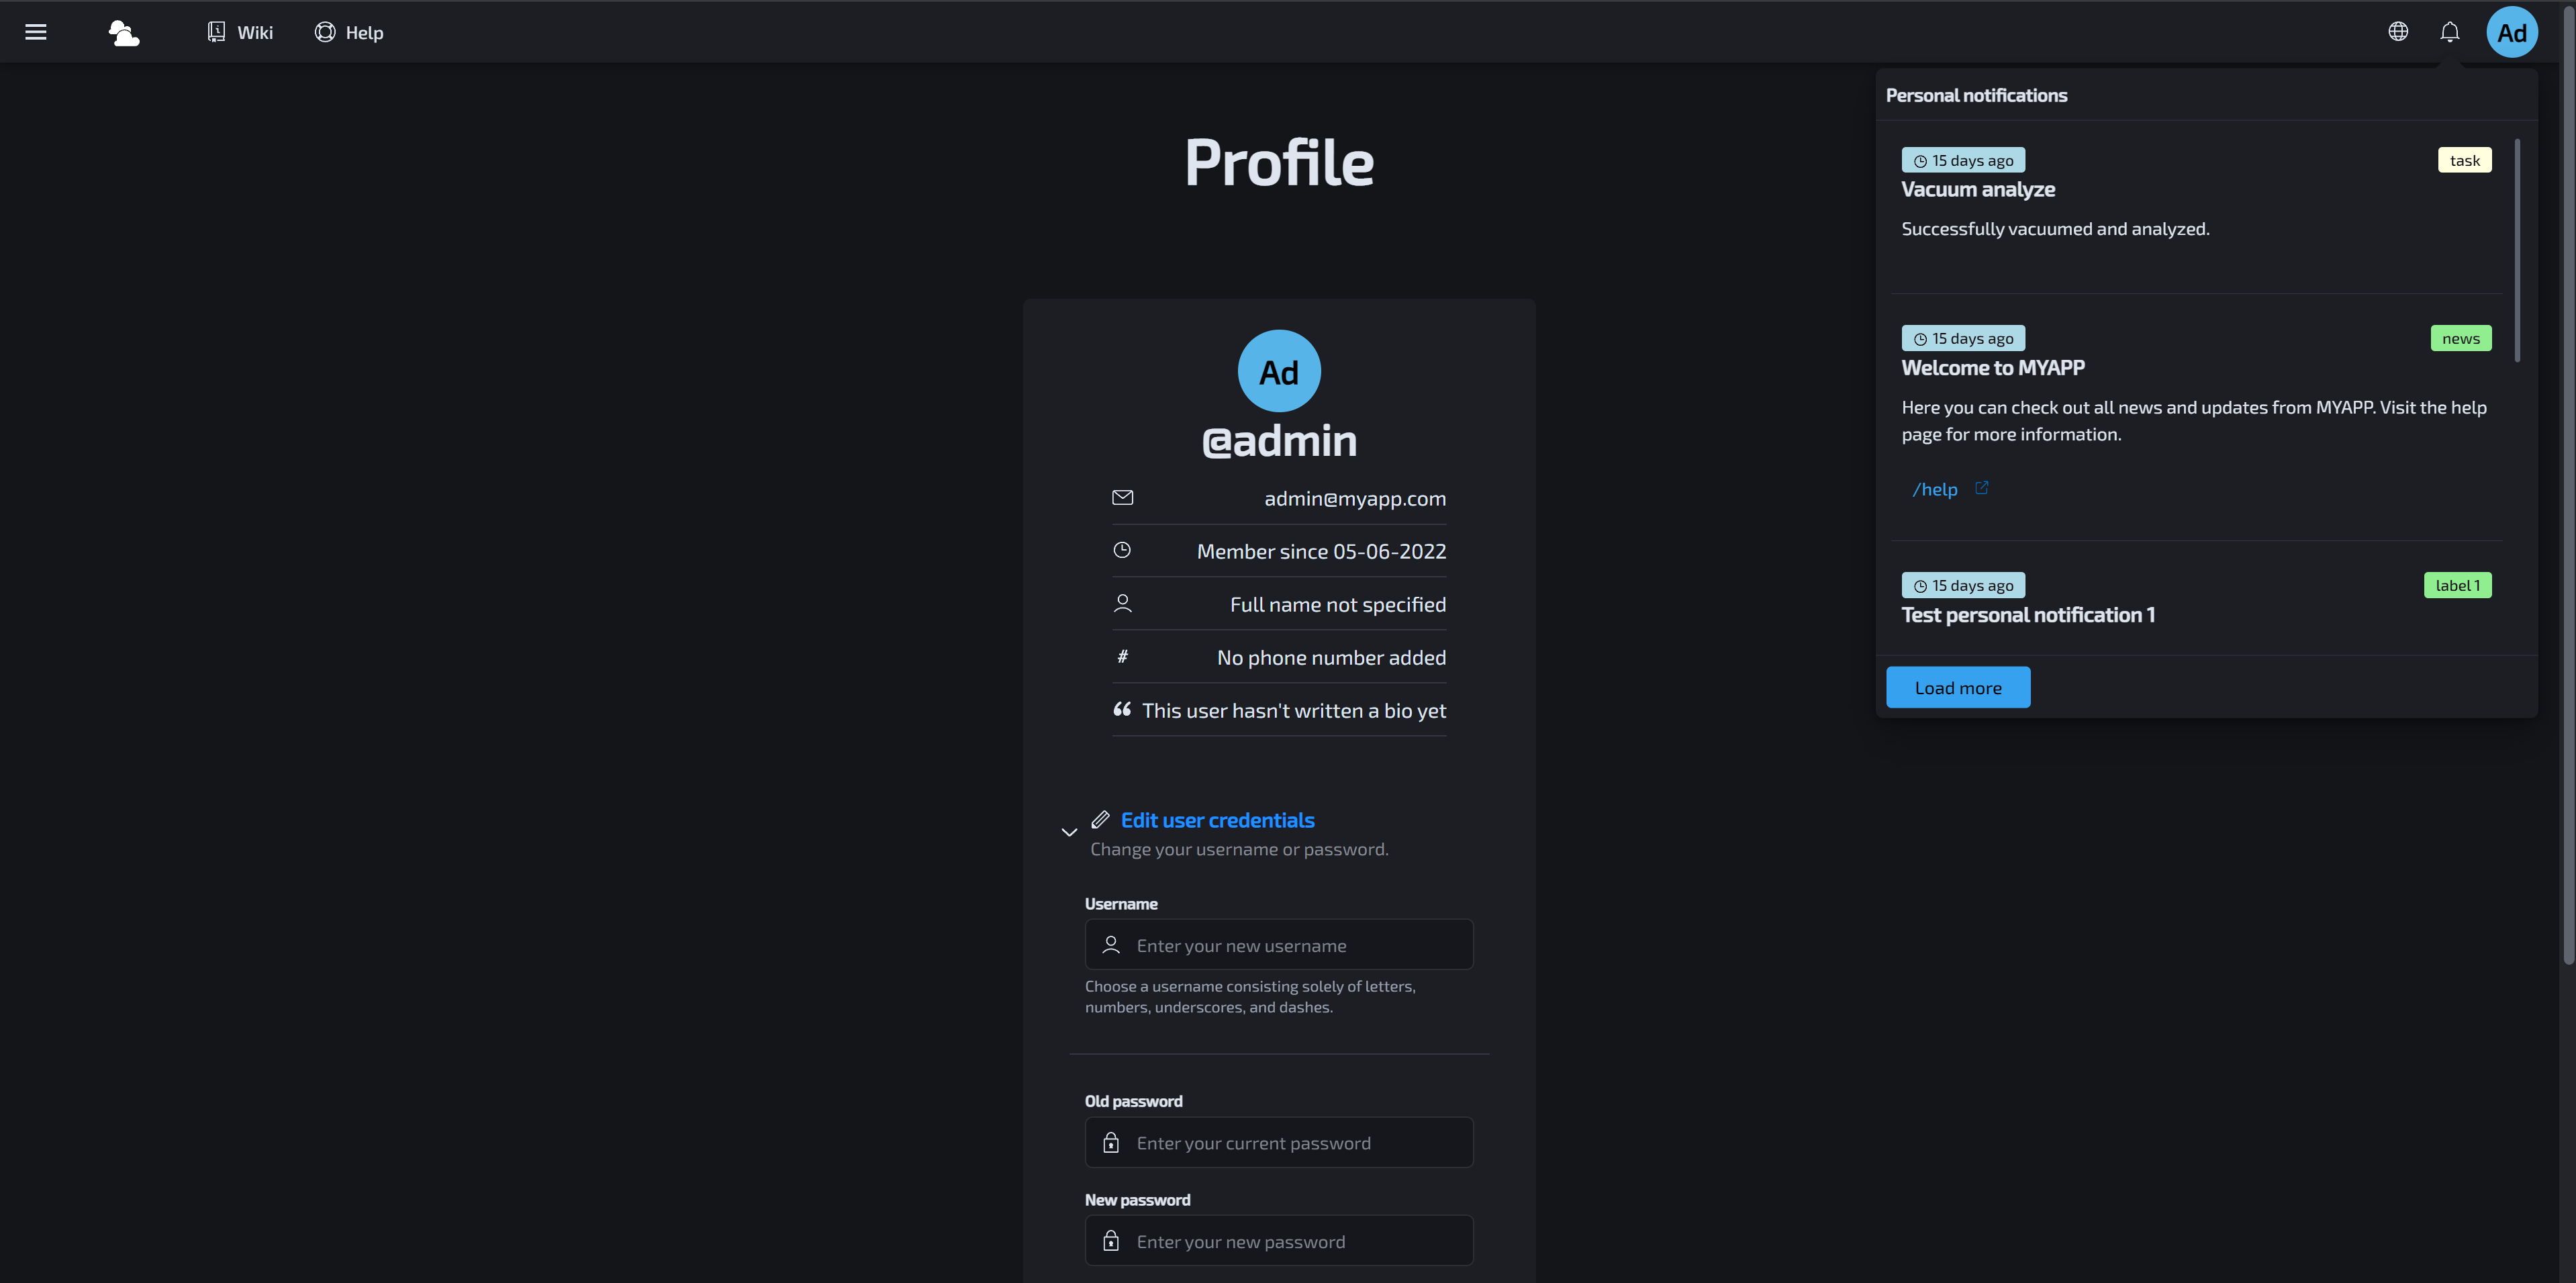 Wiki
Help
Ad
Personal notifications
15 days ago
task
Vacuum analyze
Successfully vacuumed and analyzed.
15 days ago
news
Welcome to MYAPP
Here you can check out all news and updates from MYAPP. Visit the help
page for more information.
/help
15 days ago
label 1
Test personal notification 1
Load more
Profile
Ad
@admin
admin@myapp.com
Member since 05-06-2022
Full name not specified
# No phone number added
❝ This user hasn't written a bio yet
Edit user credentials
Change your username or password.
Username
Enter your new username
Choose a username consisting solely of letters,
numbers, underscores, and dashes.
Old password
Enter your current password
New password
Enter your new password